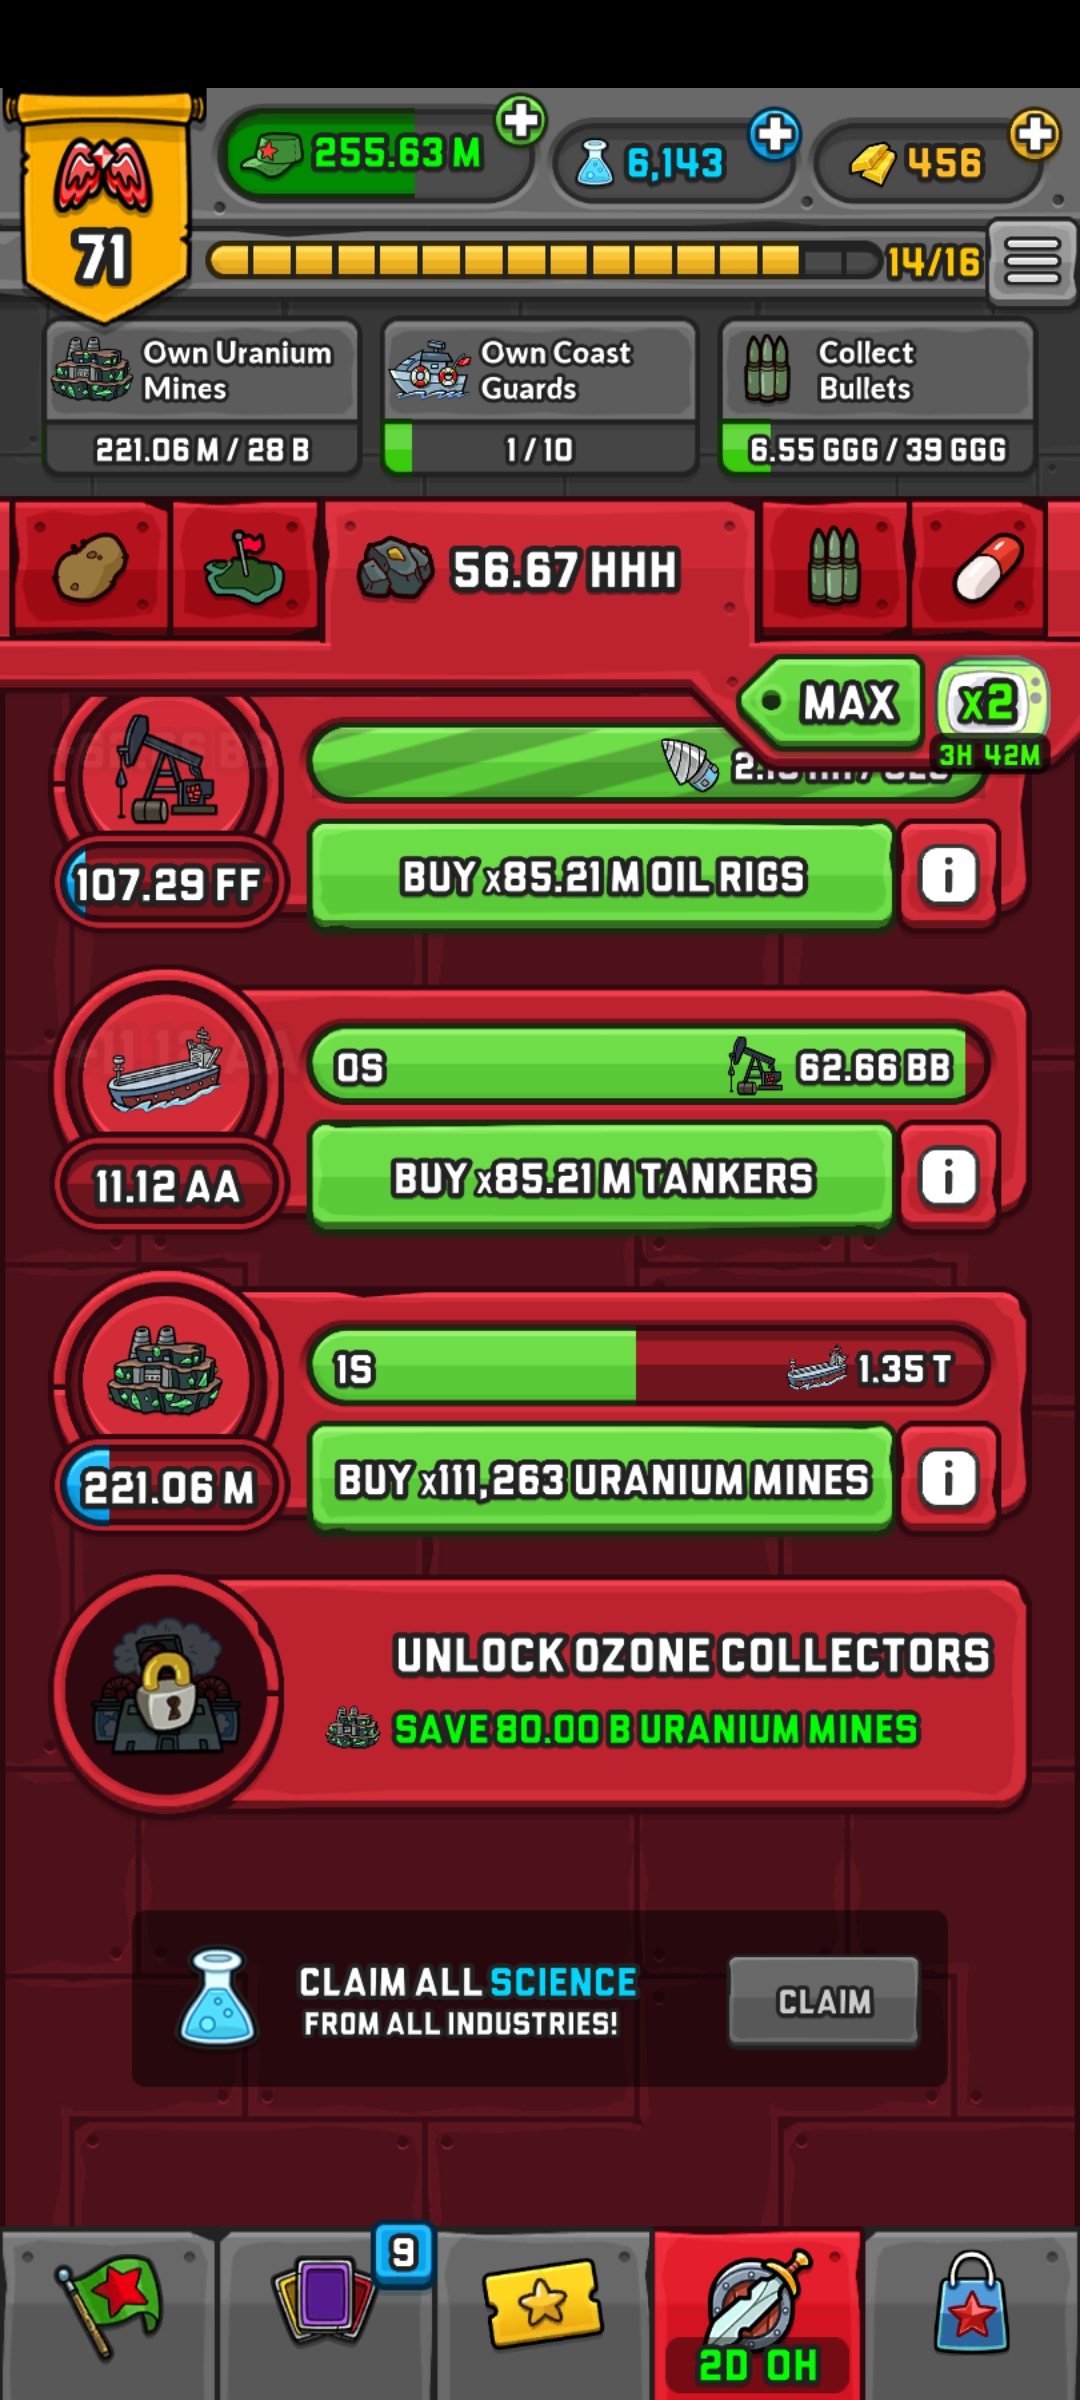 255.63 M
6,143
456
71
14/16
Own Uranium
Mines
221.06 M / 28 B
Own Coast
Guards
1 / 10
Collect
Bullets
6.55 GGG / 39 GGG
56.67 HHH
MAX
x2
3H 42M
107.29 FF
BUY x85.21 M OIL RIGS
i
0S
62.66 BB
11.12 AA
BUY x85.21 M TANKERS
i
1S
1.35 T
221.06 M
BUY x111,263 URANIUM MINES
i
UNLOCK OZONE COLLECTORS
SAVE 80.00 B URANIUM MINES
CLAIM ALL SCIENCE
FROM ALL INDUSTRIES!
CLAIM
9
2D 0H